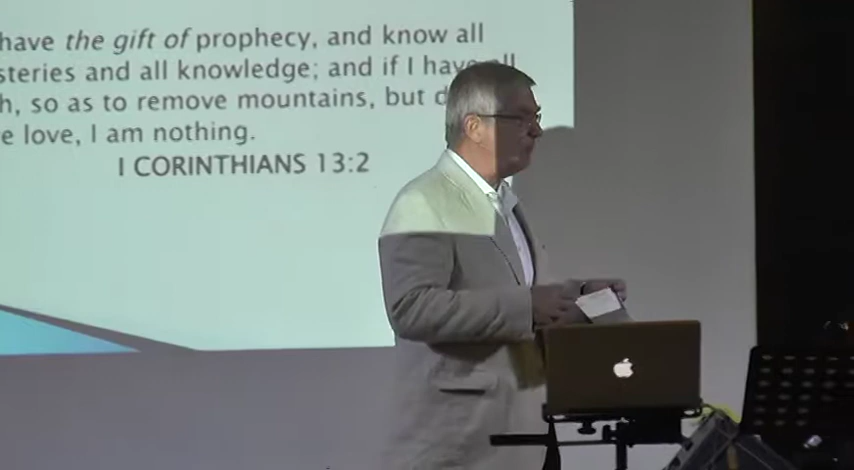 have the gift of prophecy, and know all
steries and all knowledge; and if I have all
h, so as to remove mountains, but d
e love, I am nothing.
I CORINTHIANS 13:2